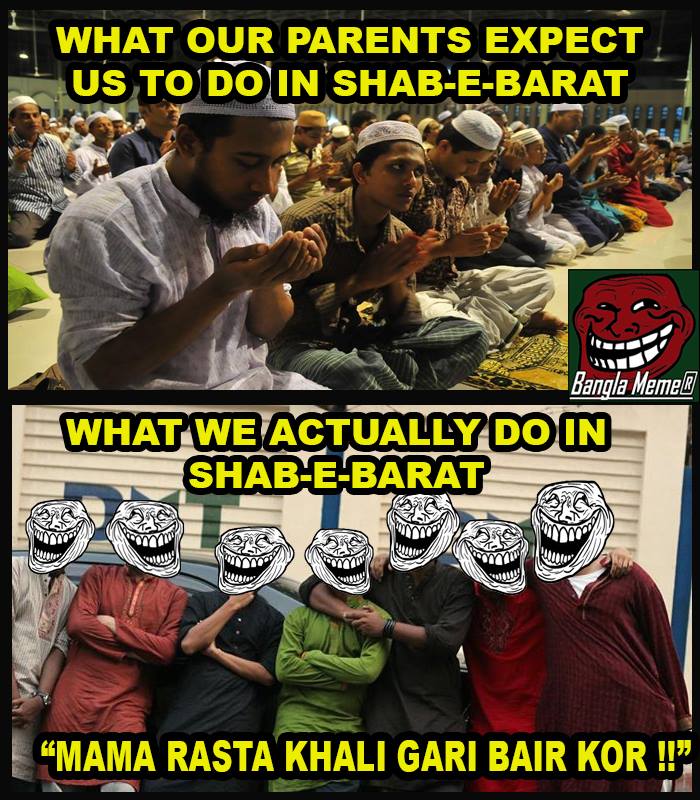 WHAT OUR PARENTS EXPECT
US TO DO IN SHAB-E-BARAT
Bangla Meme®
WHAT WE ACTUALLY DO IN
SHAB-E-BARAT
“MAMA RASTA KHALI GARI BAIR KOR !!”